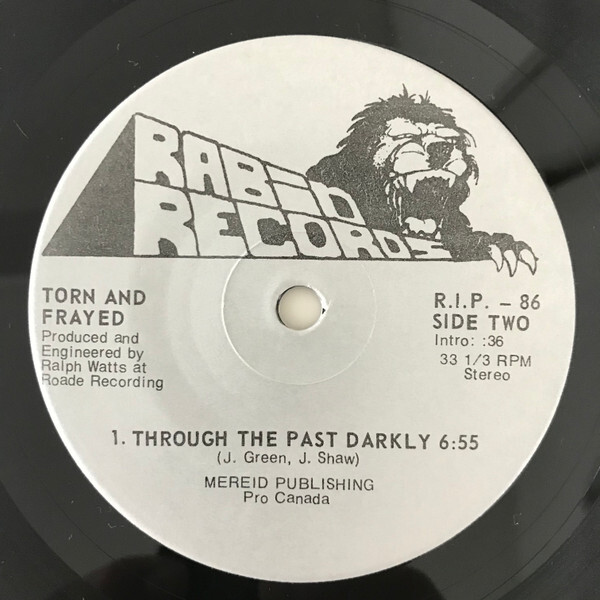 RABID
RECORDS
TORN AND
FRAYED
Produced and
Engineered by
Ralph Watts at
Roade Recording
R.I.P. - 86
SIDE TWO
Intro: :36
33 1/3 RPM
Stereo
1. THROUGH THE PAST DARKLY 6:55
(J. Green, J. Shaw)
MEREID PUBLISHING
Pro Canada